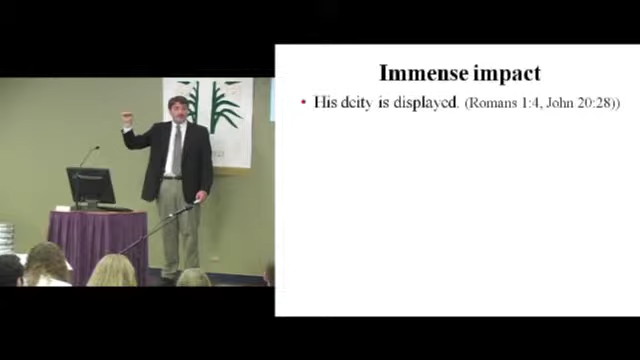 Immense impact
• His deity is displayed. (Romans 1:4, John 20:28))